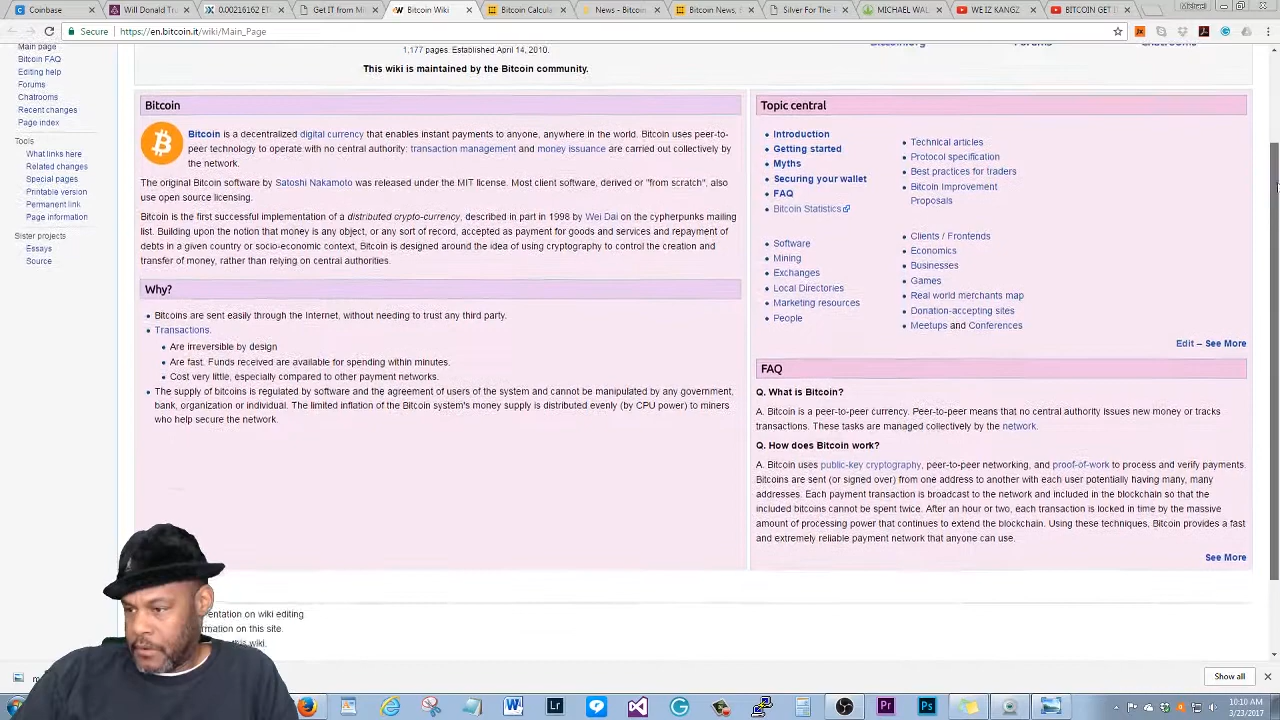 Coinbase
Will Donald Tru
0.00216232 ETH
Get IT from Mi
Bitcoin Wiki
Bitcoin Calcul
News - Bitcoin
Bitcoin News,
Silver For The
MICHAEL WAL
WE IZ KANGZ
BITCOIN GET
Secure
https://en.bitcoin.it/wiki/Main_Page
Main page
Bitcoin FAQ
Editing help
Forums
Chatrooms
Recent changes
Page index
Tools
What links here
Related changes
Special pages
Printable version
Permanent link
Page information
Sister projects
Essays
Source
1,177 pages. Established April 14, 2010.
Bitcoin.org
Forums
Chatrooms
This wiki is maintained by the Bitcoin community.
Bitcoin
Bitcoin is a decentralized digital currency that enables instant payments to anyone, anywhere in the world. Bitcoin uses peer-to-
peer technology to operate with no central authority: transaction management and money issuance are carried out collectively by
the network.
The original Bitcoin software by Satoshi Nakamoto was released under the MIT license. Most client software, derived or "from scratch", also
use open source licensing.
Bitcoin is the first successful implementation of a distributed crypto-currency, described in part in 1998 by Wei Dai on the cypherpunks mailing
list. Building upon the notion that money is any object, or any sort of record, accepted as payment for goods and services and repayment of
debts in a given country or socio-economic context, Bitcoin is designed around the idea of using cryptography to control the creation and
transfer of money, rather than relying on central authorities.
Why?
Bitcoins are sent easily through the Internet, without needing to trust any third party.
Transactions.
Are irreversible by design
Are fast. Funds received are available for spending within minutes.
Cost very little, especially compared to other payment networks.
The supply of bitcoins is regulated by software and the agreement of users of the system and cannot be manipulated by any government,
bank, organization or individual. The limited inflation of the Bitcoin system's money supply is distributed evenly (by CPU power) to miners
who help secure the network.
Topic central
Introduction
Getting started
Myths
Securing your wallet
FAQ
Bitcoin Statistics
Software
Mining
Exchanges
Local Directories
Marketing resources
People
Technical articles
Protocol specification
Best practices for traders
Bitcoin Improvement
Proposals
Clients / Frontends
Economics
Businesses
Games
Real world merchants map
Donation-accepting sites
Meetups and Conferences
Edit – See More
FAQ
Q. What is Bitcoin?
A. Bitcoin is a peer-to-peer currency. Peer-to-peer means that no central authority issues new money or tracks
transactions. These tasks are managed collectively by the network.
Q. How does Bitcoin work?
A. Bitcoin uses public-key cryptography, peer-to-peer networking, and proof-of-work to process and verify payments.
Bitcoins are sent (or signed over) from one address to another with each user potentially having many, many
addresses. Each payment transaction is broadcast to the network and included in the blockchain so that the
included bitcoins cannot be spent twice. After an hour or two, each transaction is locked in time by the massive
amount of processing power that continues to extend the blockchain. Using these techniques, Bitcoin provides a fast
and extremely reliable payment network that anyone can use.
See More
entation on wiki editing
rmation on this site.
this wiki.
Show all
10:10 AM
3/23/2017